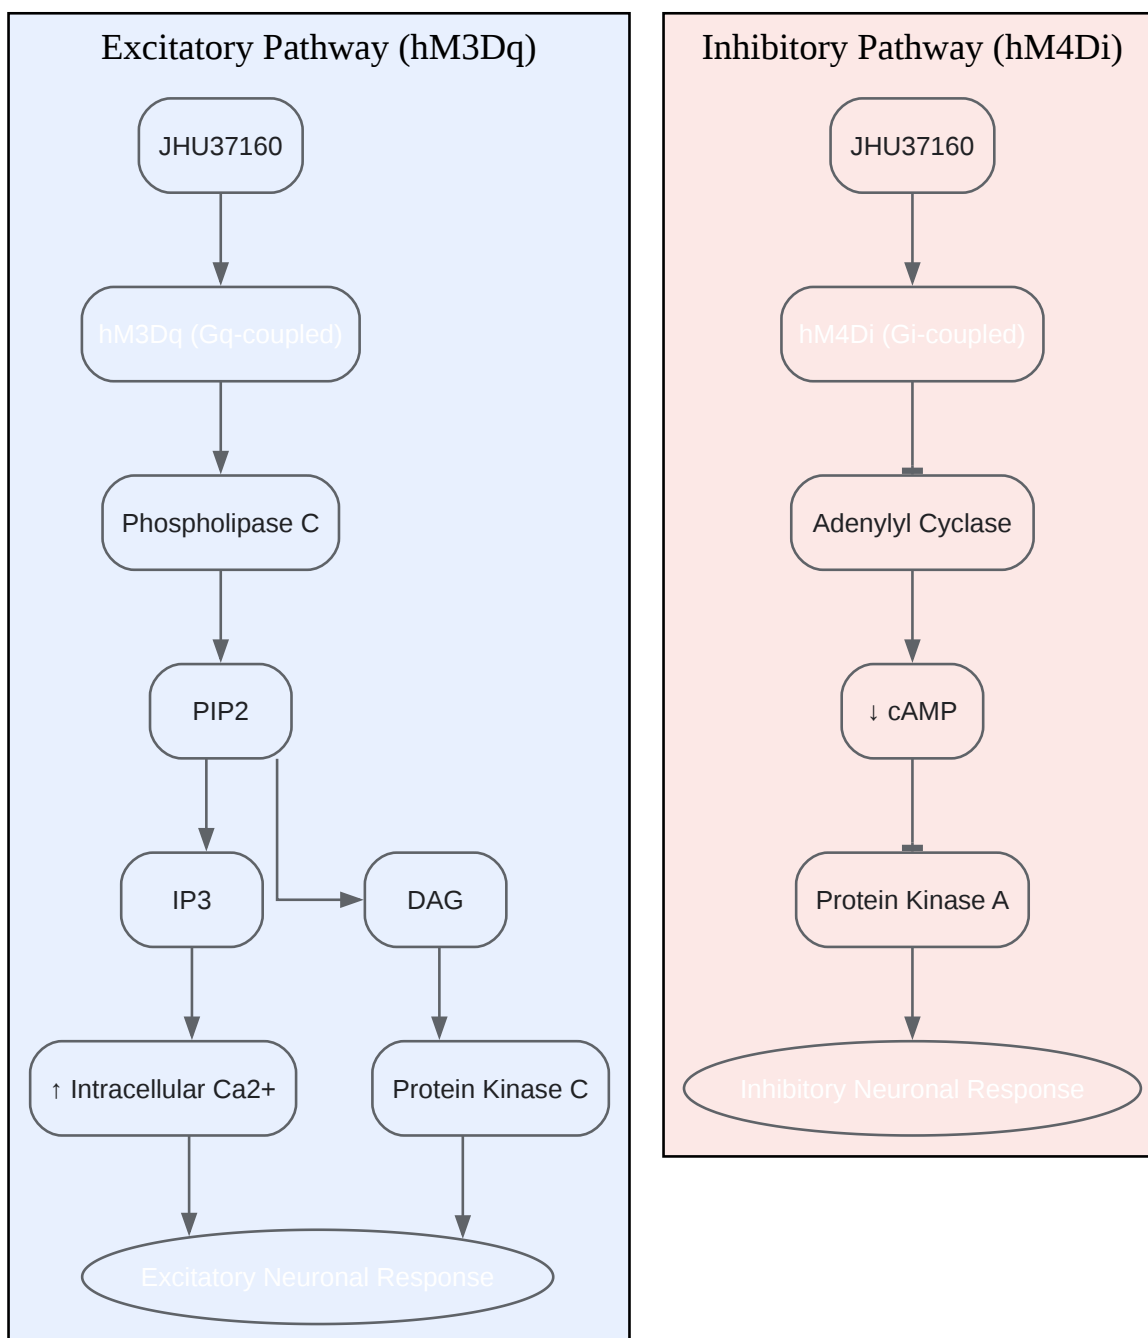 Excitatory Pathway (hM3Dq)
JHU37160
hM3Dq (Gq-coupled)
Phospholipase C
PIP2
IP3
DAG
↑ Intracellular Ca2+
Protein Kinase C
Excitatory Neuronal Response
Inhibitory Pathway (hM4Di)
JHU37160
hM4Di (Gi-coupled)
Adenylyl Cyclase
↓ cAMP
Protein Kinase A
Inhibitory Neuronal Response